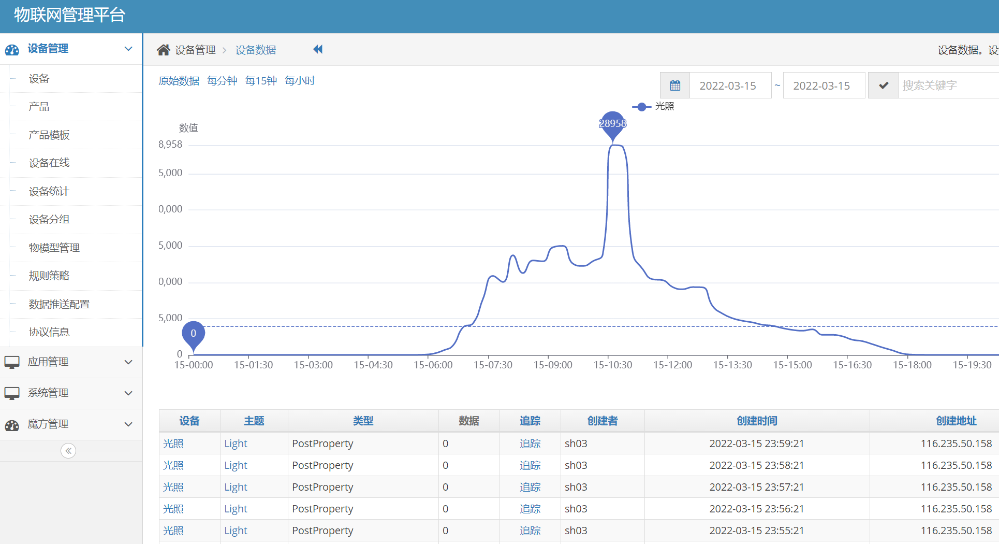 物联网管理平台
设备管理
设备
产品
产品模板
设备在线
设备统计
设备分组
物模型管理
规则策略
数据推送配置
协议信息
应用管理
系统管理
魔方管理
设备管理 设备数据
设备数据。设
原始数据 每分钟 每15钟 每小时
2022-03-15 ~ 2022-03-15 搜索关键字
光照
数值
28958
8,958
5,000
0,000
5,000
0,000
5,000
0
0
15-00:00 15-01:30 15-03:00 15-04:30 15-06:00 15-07:30 15-09:00 15-10:30 15-12:00 15-13:30 15-15:00 15-16:30 15-18:00 15-19:30
设备 主题 类型 数据 追踪 创建者 创建时间 创建地址
光照 Light PostProperty 0 追踪 sh03 2022-03-15 23:59:21 116.235.50.158
光照 Light PostProperty 0 追踪 sh03 2022-03-15 23:58:21 116.235.50.158
光照 Light PostProperty 0 追踪 sh03 2022-03-15 23:57:21 116.235.50.158
光照 Light PostProperty 0 追踪 sh03 2022-03-15 23:56:21 116.235.50.158
光照 Light PostProperty 0 追踪 sh03 2022-03-15 23:55:21 116.235.50.158